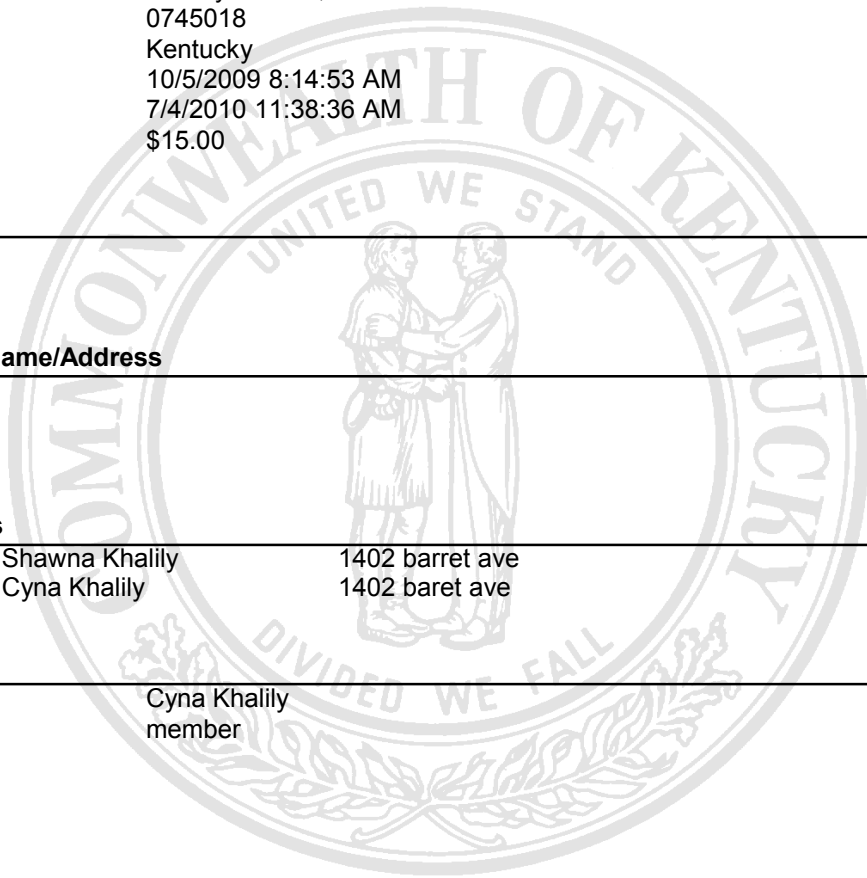 0745018
Kentucky
10/5/2009 8:14:53 AM
7/4/2010 11:38:36 AM
$15.00
COMMONWEALTH OF KENTUCKY
UNITED WE STAND
ame/Address
s
Shawna Khalily 1402 barret ave
Cyna Khalily 1402 baret ave
DIVIDED WE FALL
Cyna Khalily
member